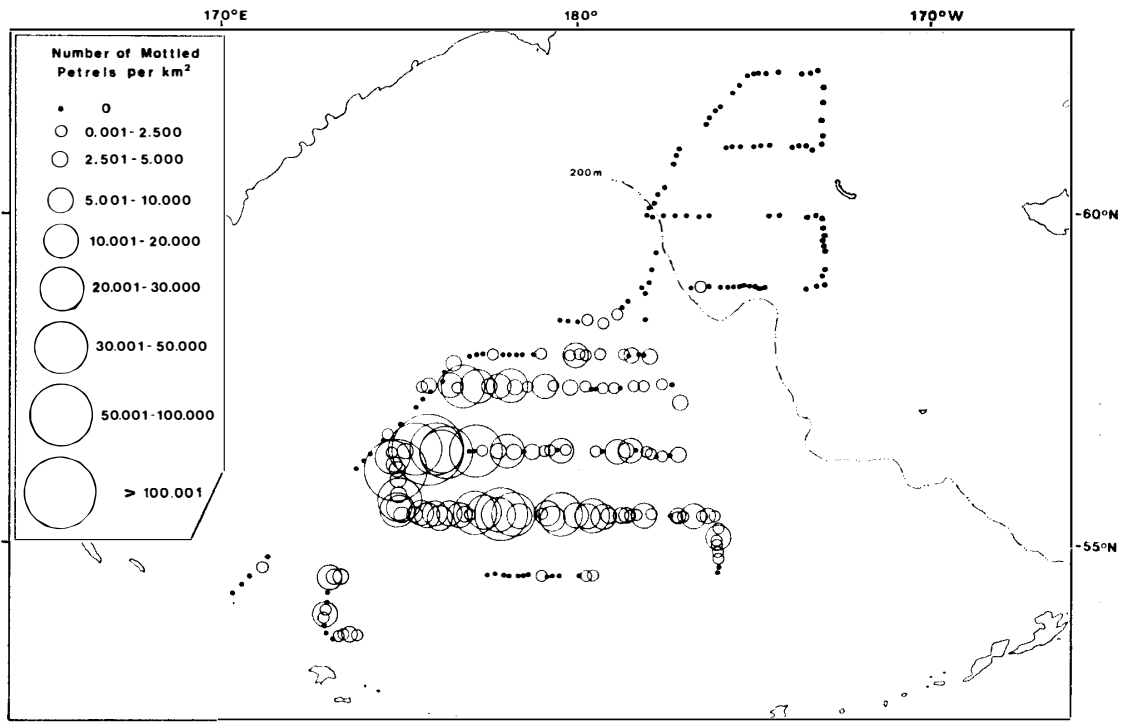 170°E
180°
170°W
Number of Mottled
Petrels per km²
0
0.001-2.500
2.501-5.000
5.001-10.000
10.001-20.000
20.001-30.000
30.001-50.000
50.001-100.000
> 100.001
200m
60°N
55°N